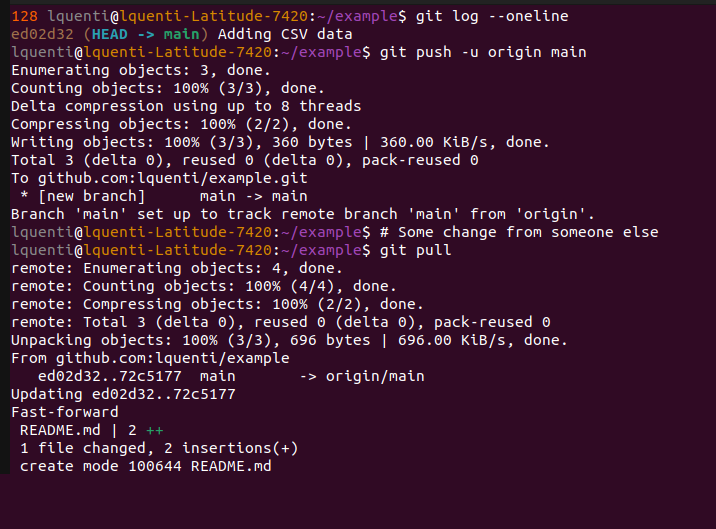 128 lquenti@lquenti-Latitude-7420:~/example$ git log --oneline
ed02d32 (HEAD -> main) Adding CSV data
lquenti@lquenti-Latitude-7420:~/example$ git push -u origin main
Enumerating objects: 3, done.
Counting objects: 100% (3/3), done.
Delta compression using up to 8 threads
Compressing objects: 100% (2/2), done.
Writing objects: 100% (3/3), 360 bytes | 360.00 KiB/s, done.
Total 3 (delta 0), reused 0 (delta 0), pack-reused 0
To github.com:lquenti/example.git
 * [new branch]      main -> main
Branch 'main' set up to track remote branch 'main' from 'origin'.
lquenti@lquenti-Latitude-7420:~/example$ # Some change from someone else
lquenti@lquenti-Latitude-7420:~/example$ git pull
remote: Enumerating objects: 4, done.
remote: Counting objects: 100% (4/4), done.
remote: Compressing objects: 100% (2/2), done.
remote: Total 3 (delta 0), reused 0 (delta 0), pack-reused 0
Unpacking objects: 100% (3/3), 696 bytes | 696.00 KiB/s, done.
From github.com:lquenti/example
   ed02d32..72c5177  main       -> origin/main
Updating ed02d32..72c5177
Fast-forward
 README.md | 2 ++
 1 file changed, 2 insertions(+)
 create mode 100644 README.md